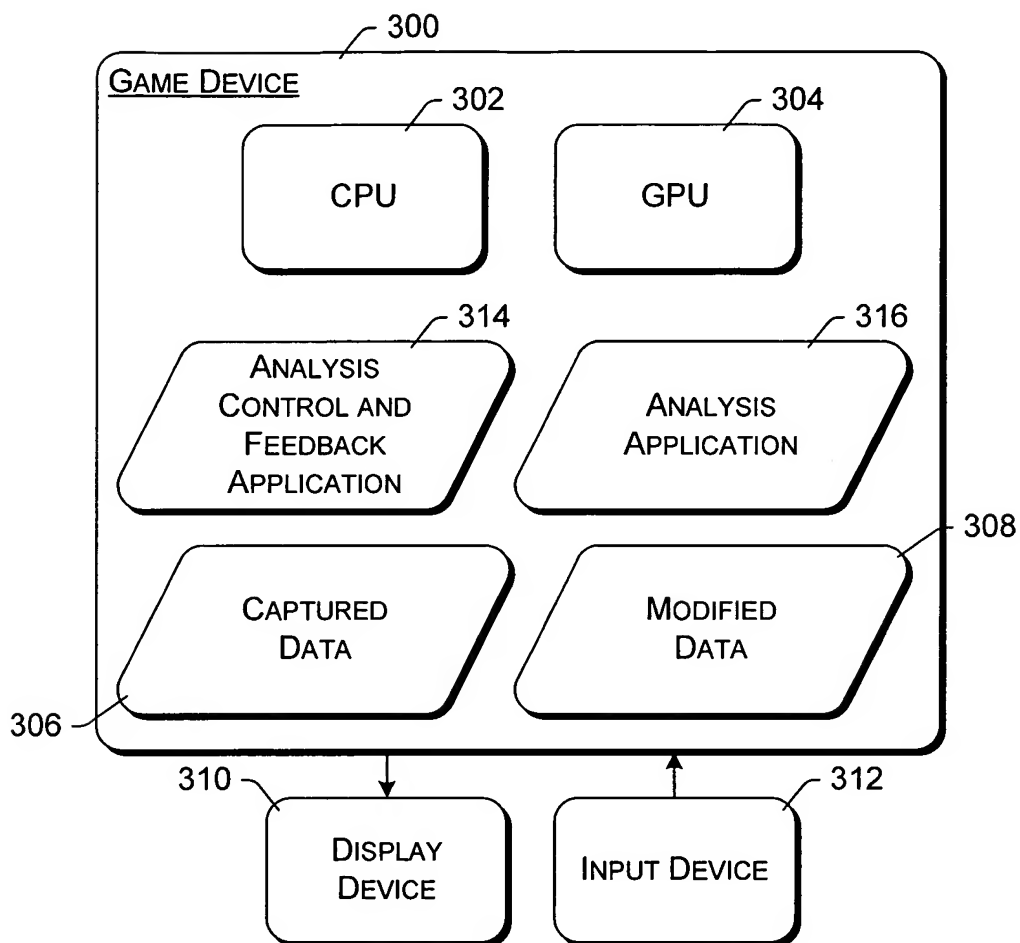 300
GAME DEVICE
302
304
CPU
GPU
314
316
ANALYSIS
CONTROL AND
FEEDBACK
APPLICATION
ANALYSIS
APPLICATION
308
CAPTURED
DATA
MODIFIED
DATA
306
310
312
DISPLAY
DEVICE
INPUT DEVICE